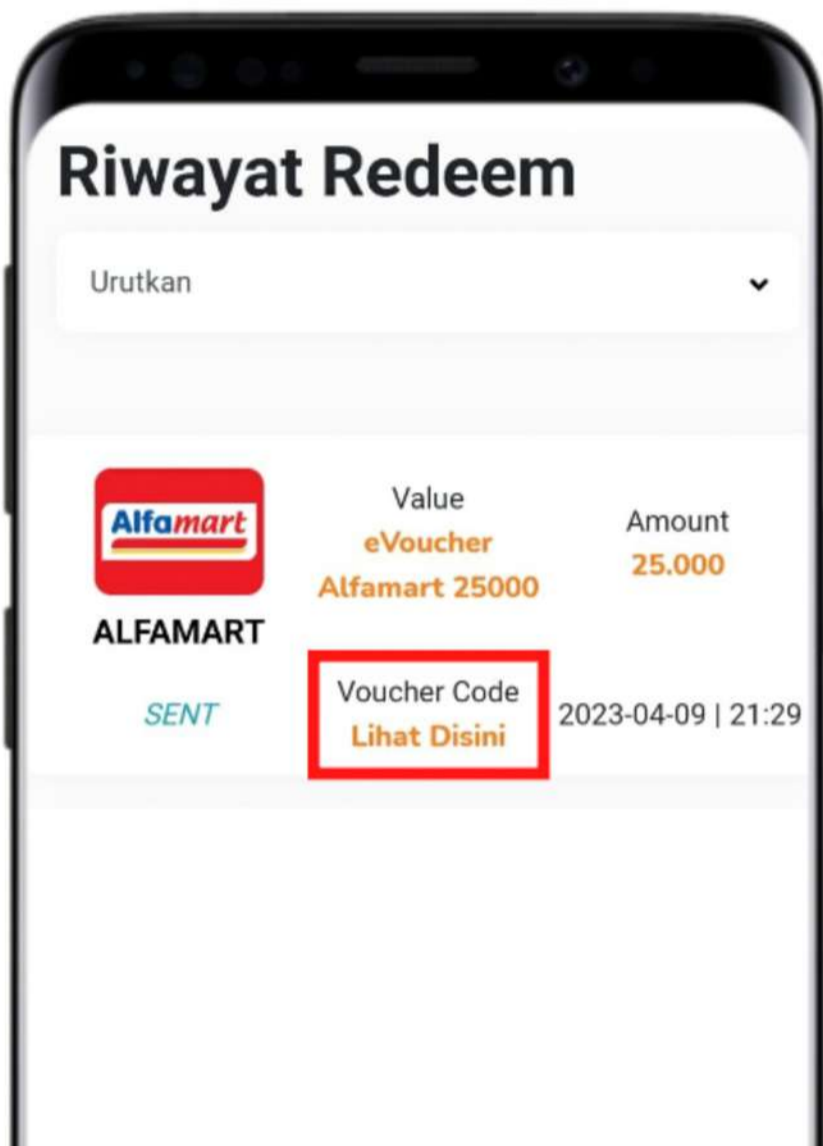 Riwayat Redeem
Urutkan
Alfamart
ALFAMART
Value
eVoucher
Alfamart 25000
Amount
25.000
SENT
Voucher Code
Lihat Disini
2023-04-09 | 21:29